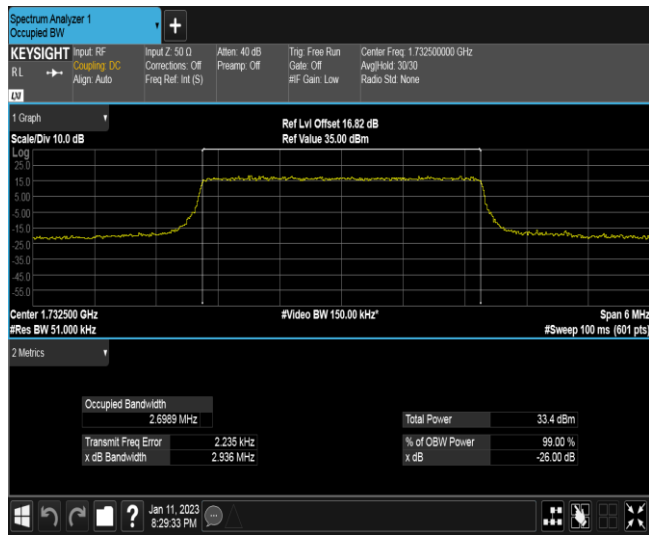 Spectrum Analyzer 1
Occupied BW
+
KEYSIGHT
RL
LXI
Input: RF
Coupling: DC
Align: Auto
Input Z: 50 Ω
Corrections: Off
Freq Ref: Int (S)
Atten: 40 dB
Preamp: Off
Trig: Free Run
Gate: Off
#IF Gain: Low
Center Freq: 1.732500000 GHz
Avg|Hold: 30/30
Radio Std: None
1 Graph
Scale/Div 10.0 dB
Ref Lvl Offset 16.82 dB
Ref Value 35.00 dBm
Log
25.0
15.0
5.00
-5.00
-15.0
-25.0
-35.0
-45.0
-55.0
Center 1.732500 GHz
#Res BW 51.000 kHz
#Video BW 150.00 kHz*
Span 6 MHz
#Sweep 100 ms (601 pts)
2 Metrics
Occupied Bandwidth
2.6989 MHz
Total Power 33.4 dBm
Transmit Freq Error 2.235 kHz
% of OBW Power 99.00 %
x dB Bandwidth 2.936 MHz
x dB -26.00 dB
?
Jan 11, 2023
8:29:33 PM